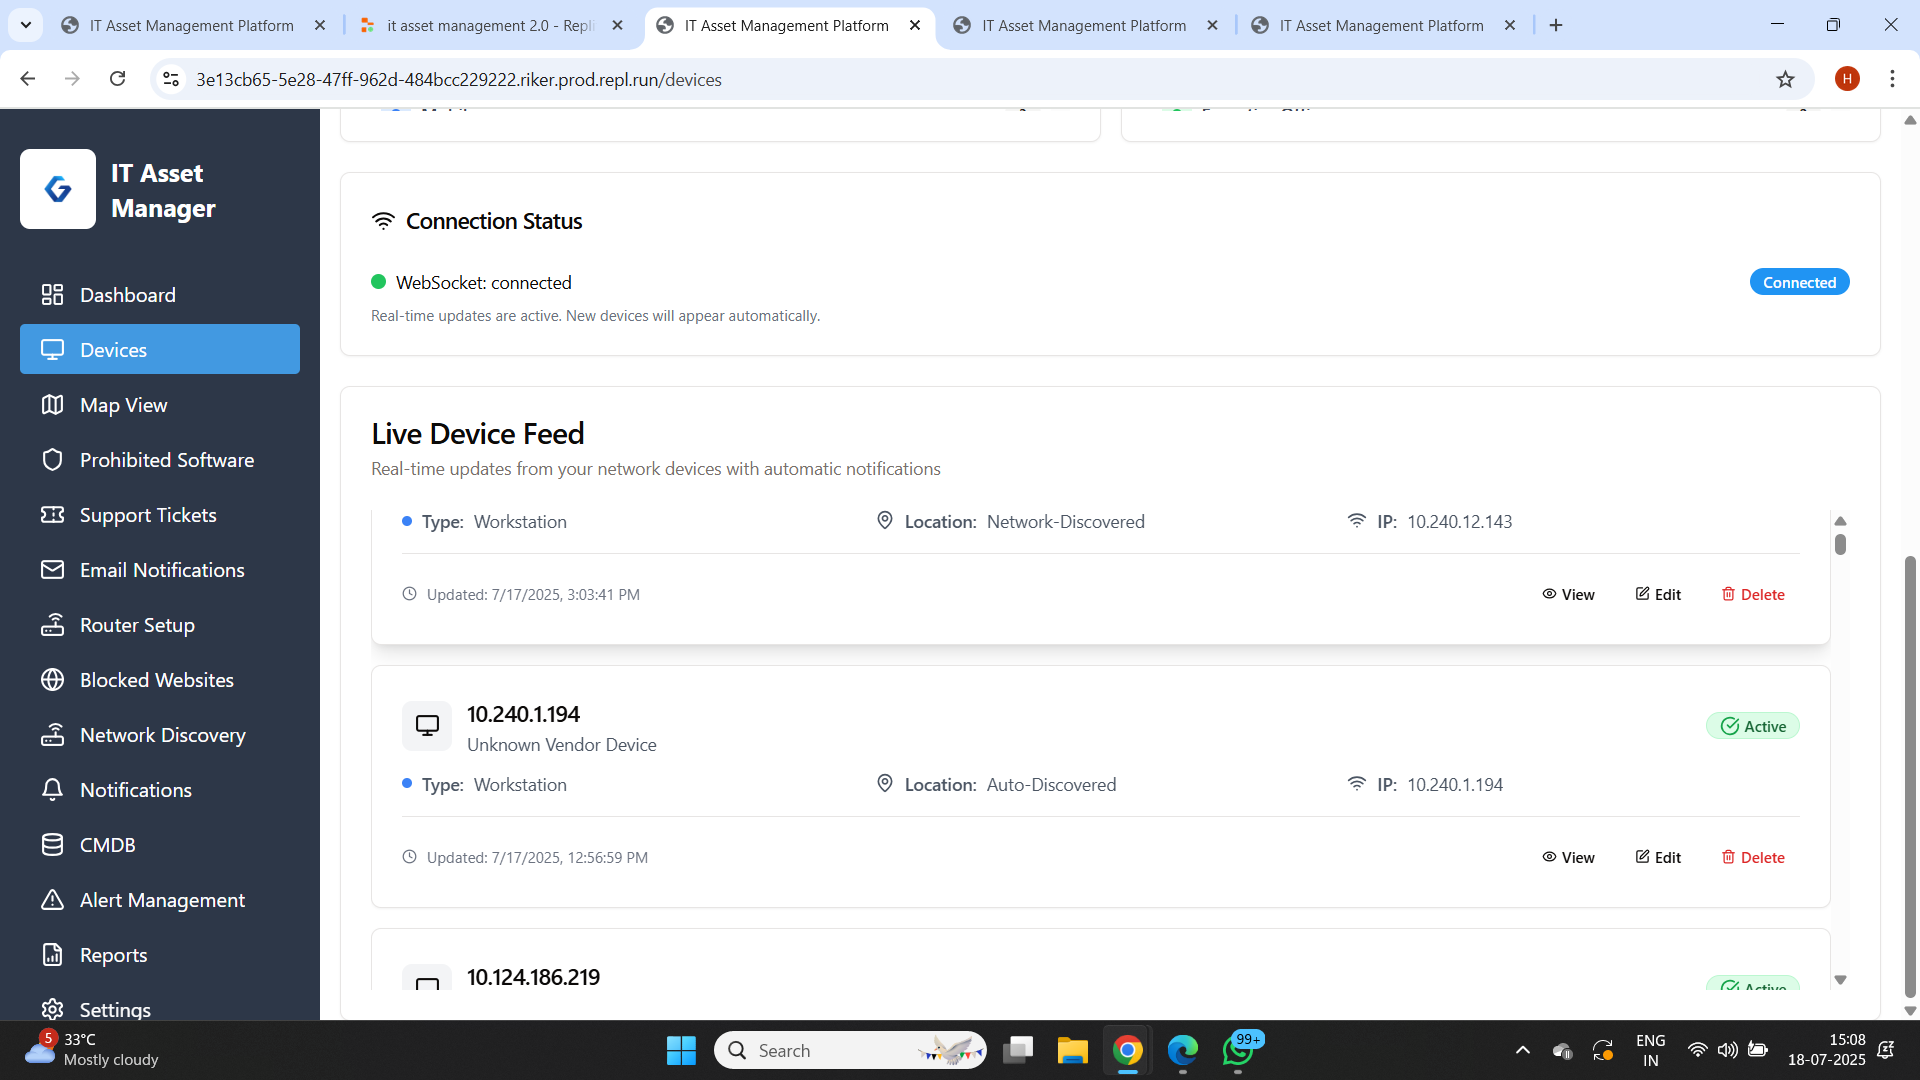 IT Asset Management Platform
it asset management 2.0 - Repli
IT Asset Management Platform
IT Asset Management Platform
IT Asset Management Platform
3e13cb65-5e28-47ff-962d-484bcc229222.riker.prod.repl.run/devices
H
IT Asset
Manager
Dashboard
Devices
Map View
Prohibited Software
Support Tickets
Email Notifications
Router Setup
Blocked Websites
Network Discovery
Notifications
CMDB
Alert Management
Reports
Settings
Connection Status
WebSocket: connected
Connected
Real-time updates are active. New devices will appear automatically.
Live Device Feed
Real-time updates from your network devices with automatic notifications
Type: Workstation
Location: Network-Discovered
IP: 10.240.12.143
Updated: 7/17/2025, 3:03:41 PM
View
Edit
Delete
10.240.1.194
Unknown Vendor Device
Active
Type: Workstation
Location: Auto-Discovered
IP: 10.240.1.194
Updated: 7/17/2025, 12:56:59 PM
View
Edit
Delete
10.124.186.219
Active
5
33°C
Mostly cloudy
Search
99+
ENG
IN
15:08
18-07-2025